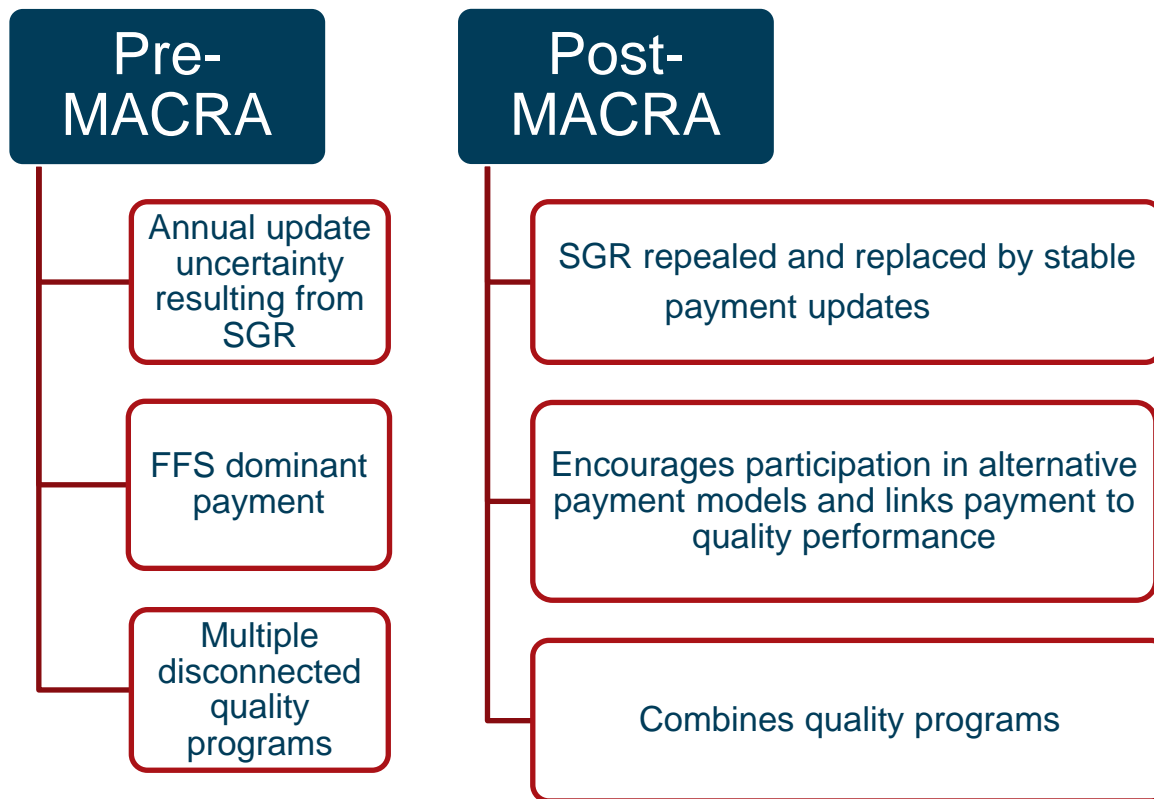 Pre-
MACRA
Annual update
uncertainty
resulting from
SGR
FFS dominant
payment
Multiple
disconnected
quality
programs
Post-
MACRA
SGR repealed and replaced by stable
payment updates
Encourages participation in alternative
payment models and links payment to
quality performance
Combines quality programs